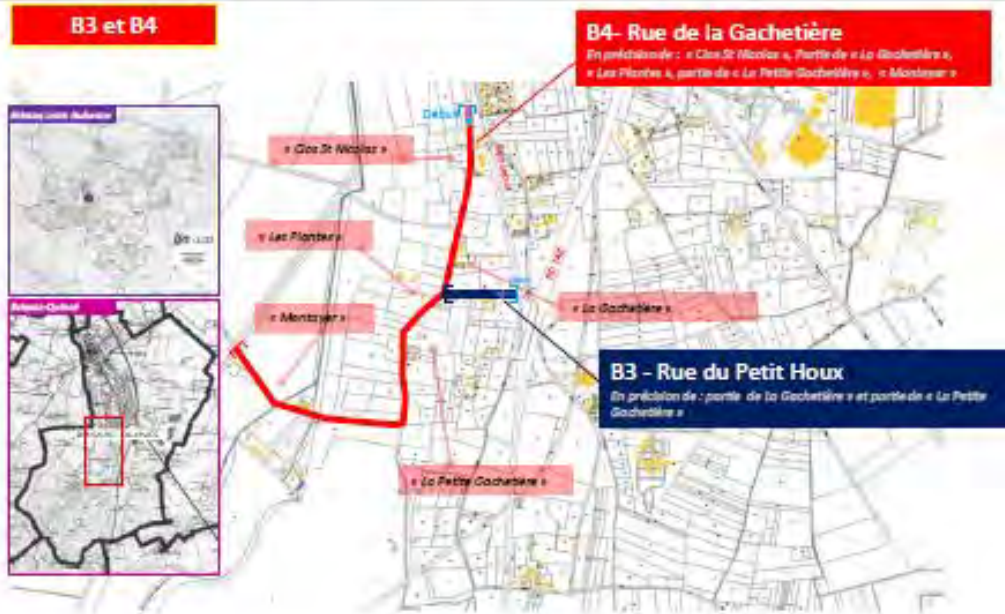 B3 et B4
B4- Rue de la Gachetière
En précision de : « Clos St Nicolas », Partie de « La Gachetière »,
« Les Plantes », partie de « La Petite Gachetière », « Montayer »
Début
« Clos St Nicolas »
« Les Plantes »
« Montayer »
« La Gachetière »
B3 - Rue du Petit Houx
En précision de : partie de La Gachetière » et partie de « La Petite
Gachetière »
« La Petite Gachetière »